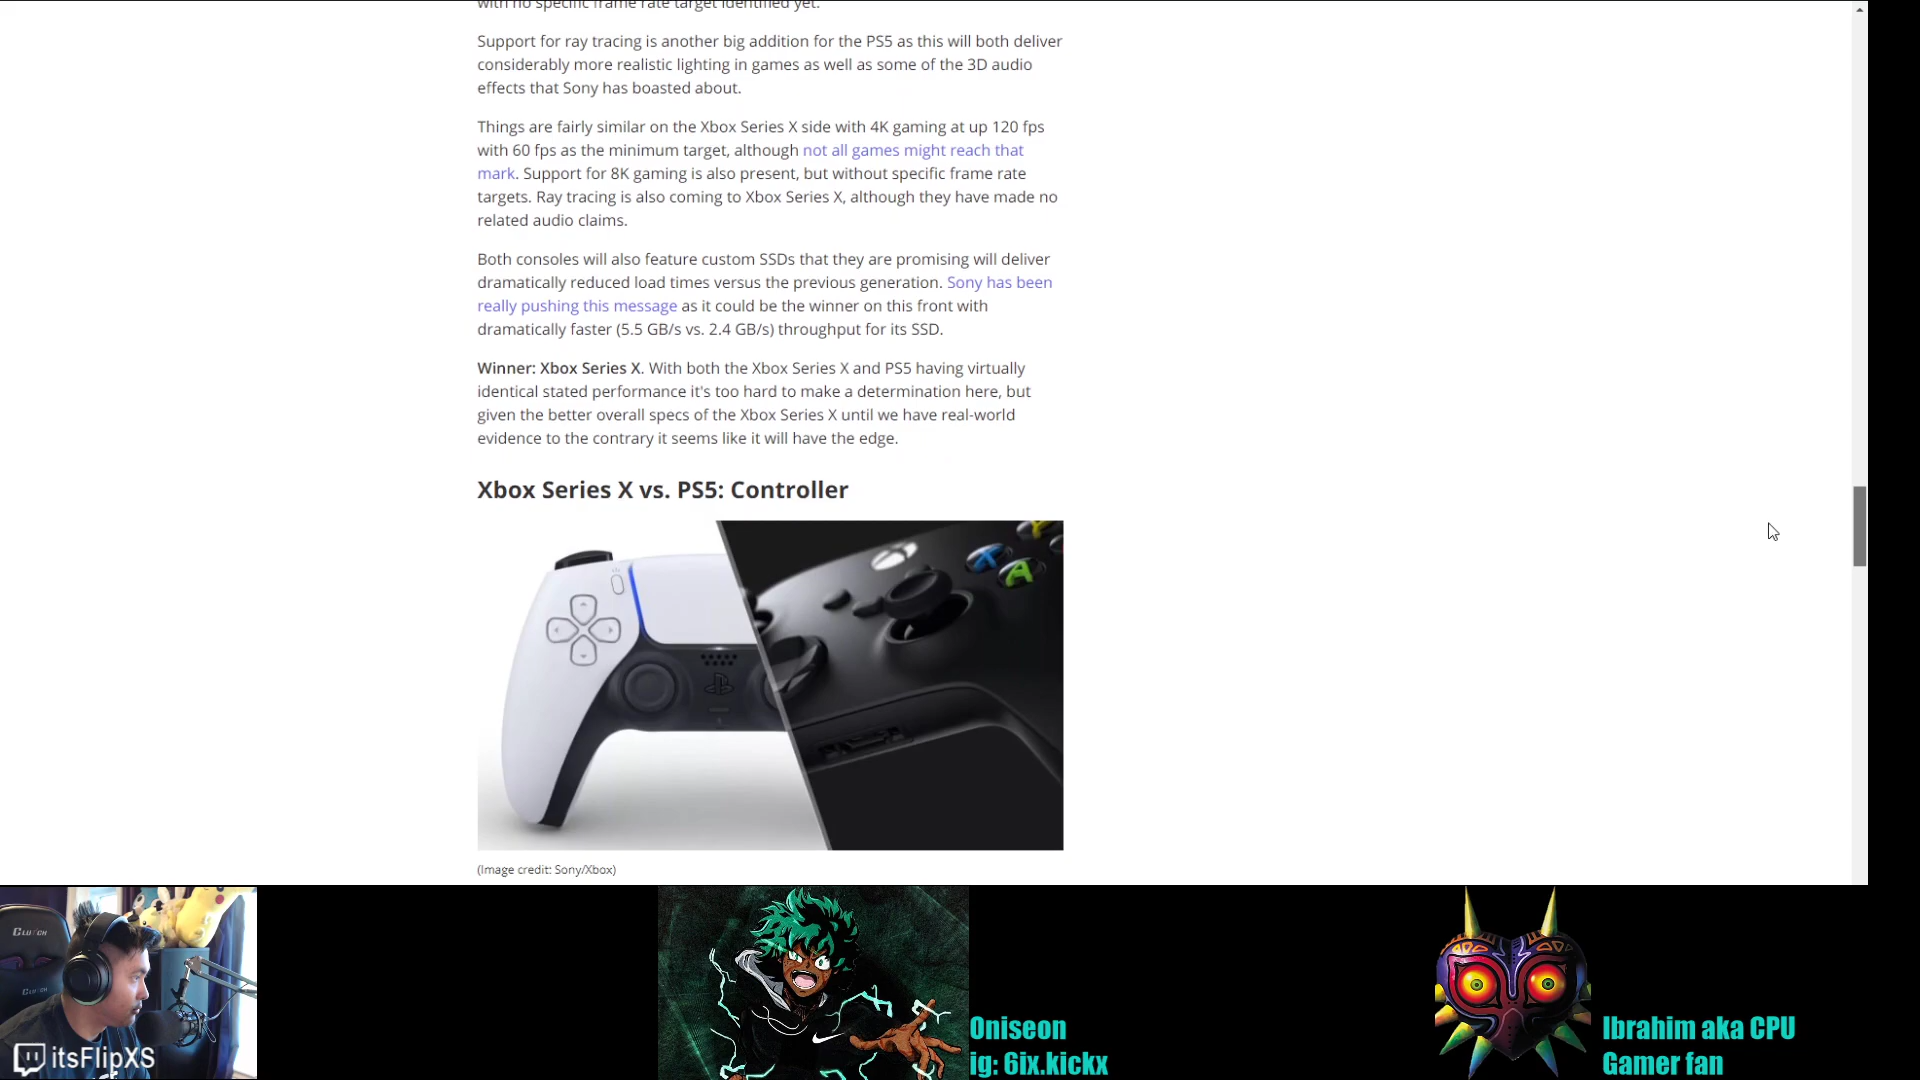 with no specific frame rate target identified yet.
Support for ray tracing is another big addition for the PS5 as this will both deliver
considerably more realistic lighting in games as well as some of the 3D audio
effects that Sony has boasted about.
Things are fairly similar on the Xbox Series X side with 4K gaming at up 120 fps
with 60 fps as the minimum target, although not all games might reach that
mark. Support for 8K gaming is also present, but without specific frame rate
targets. Ray tracing is also coming to Xbox Series X, although they have made no
related audio claims.
Both consoles will also feature custom SSDs that they are promising will deliver
dramatically reduced load times versus the previous generation. Sony has been
really pushing this message as it could be the winner on this front with
dramatically faster (5.5 GB/s vs. 2.4 GB/s) throughput for its SSD.
Winner: Xbox Series X. With both the Xbox Series X and PS5 having virtually
identical stated performance it's too hard to make a determination here, but
given the better overall specs of the Xbox Series X until we have real-world
evidence to the contrary it seems like it will have the edge.
Xbox Series X vs. PS5: Controller
Y
X
A
(Image credit: Sony/Xbox)
CLUTCH
CLUTCH
itsFlipXS
Oniseon
ig: 6ix.kickx
Ibrahim aka CPU
Gamer fan